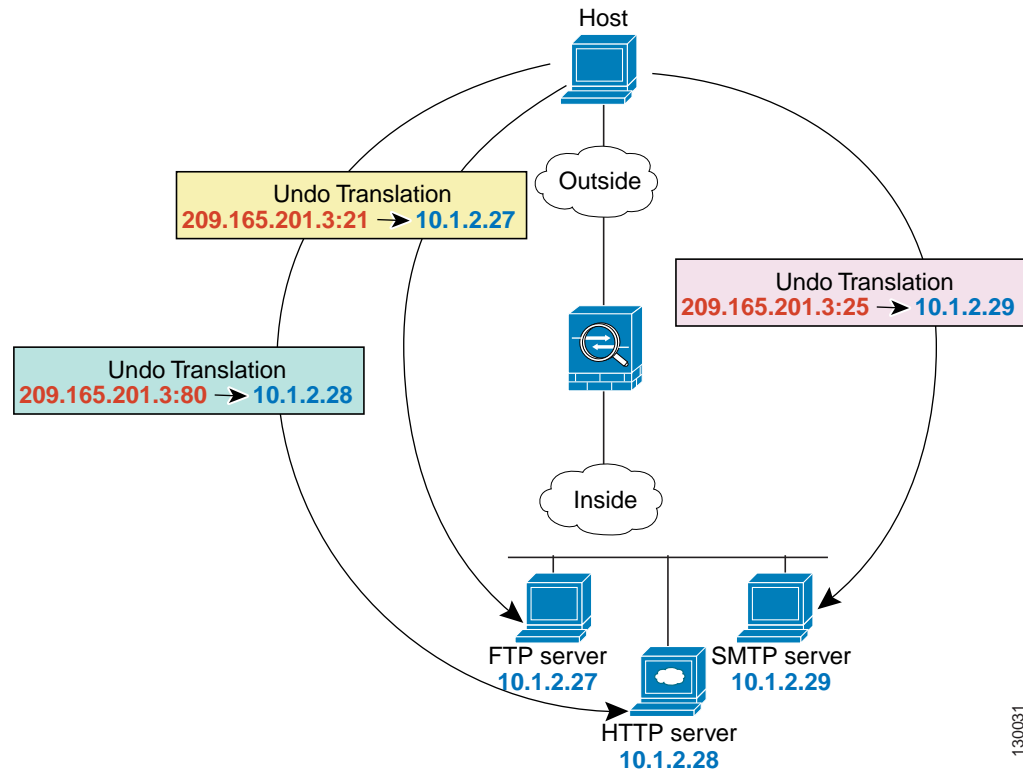 Host
Outside
Undo Translation
209.165.201.3:21 → 10.1.2.27
Undo Translation
209.165.201.3:25 → 10.1.2.29
Undo Translation
209.165.201.3:80 → 10.1.2.28
Inside
FTP server
10.1.2.27
SMTP server
10.1.2.29
HTTP server
10.1.2.28
130031